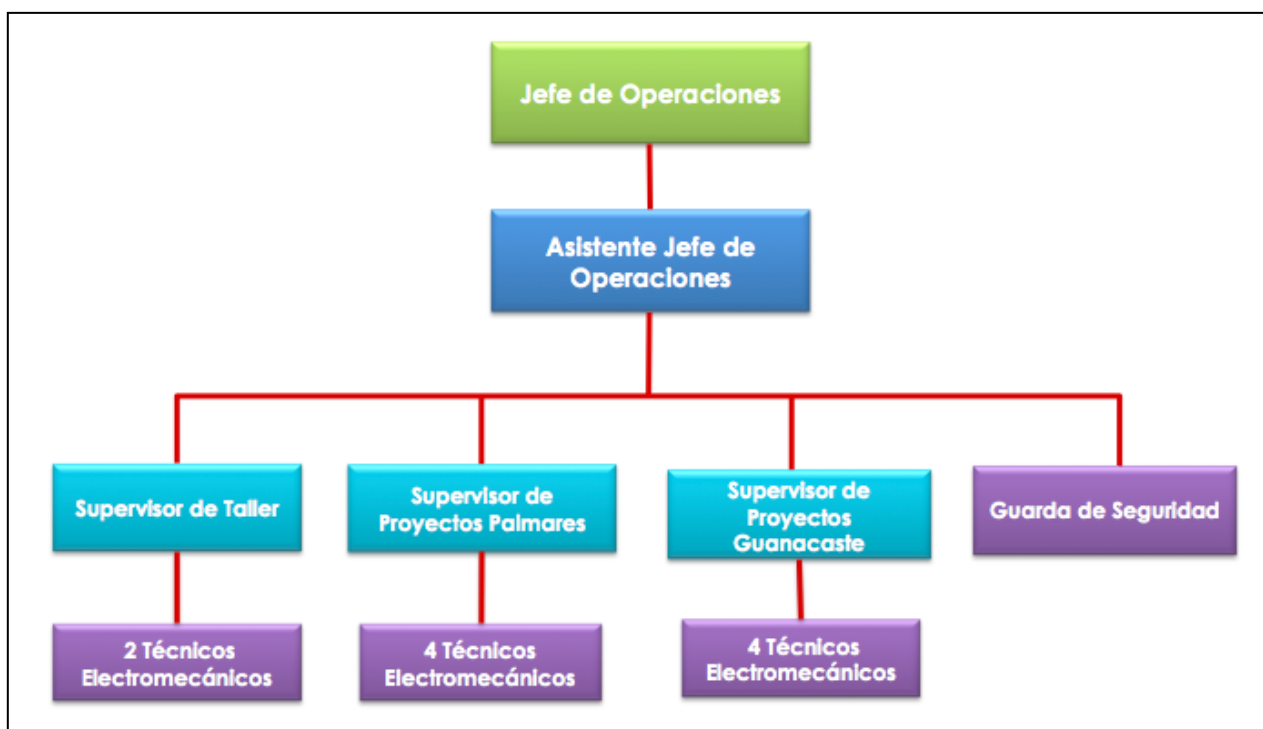 Jefe de Operaciones
Asistente Jefe de
Operaciones
Supervisor de Taller
Supervisor de
Proyectos Palmares
Supervisor de
Proyectos
Guanacaste
Guarda de Seguridad
2 Técnicos
Electromecánicos
4 Técnicos
Electromecánicos
4 Técnicos
Electromecánicos